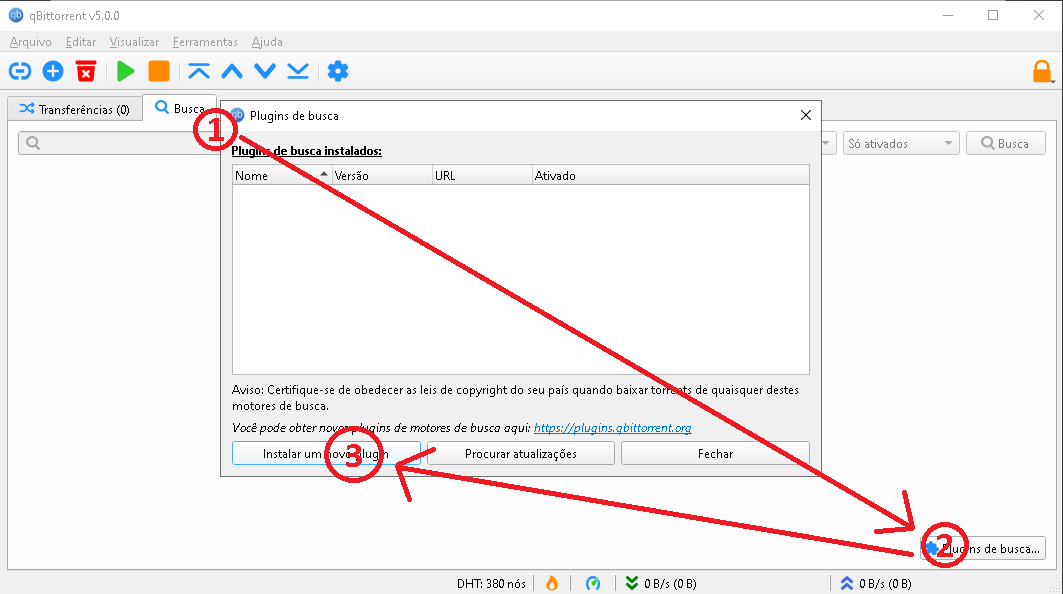 qBittorrent v5.0.0
Arquivo Editar Visualizar Ferramentas Ajuda
Transferências (0) Busca
1
Plugins de busca
Só ativados Busca
Plugins de busca instalados:
Nome Versão URL Ativado
Aviso: Certifique-se de obedecer as leis de copyright do seu país quando baixar torrents de quaisquer destes
motores de busca.
Você pode obter novos plugins de motores de busca aqui: https://plugins.qbittorrent.org
Instalar um novo plugin Procurar atualizações Fechar
3
2
Plugins de busca...
DHT: 380 nós 0 B/s (0 B) 0 B/s (0 B)